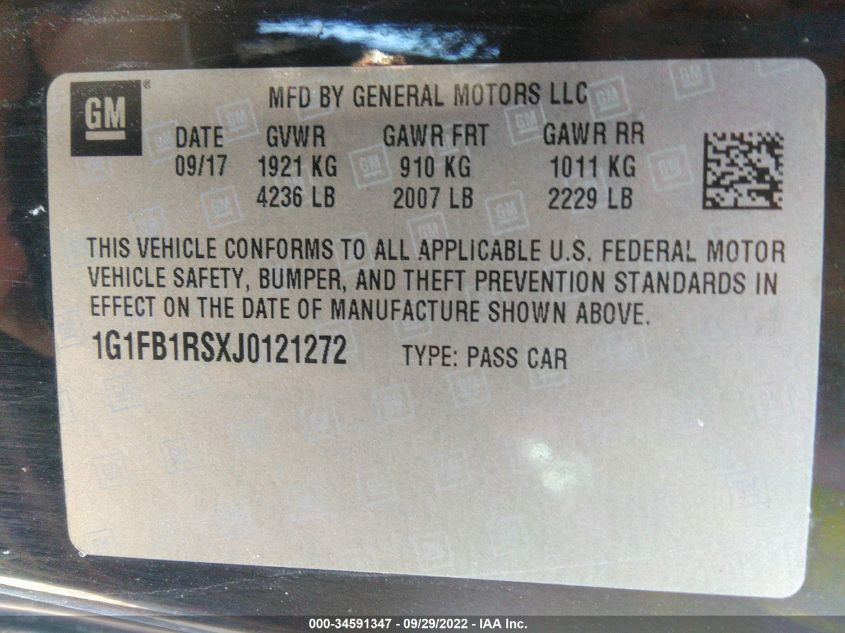 GM
MFD BY GENERAL MOTORS LLC
DATE GVWR GAWR FRT GAWR RR
09/17 1921 KG 910 KG 1011 KG
4236 LB 2007 LB 2229 LB
THIS VEHICLE CONFORMS TO ALL APPLICABLE U.S. FEDERAL MOTOR
VEHICLE SAFETY, BUMPER, AND THEFT PREVENTION STANDARDS IN
EFFECT ON THE DATE OF MANUFACTURE SHOWN ABOVE.
1G1FB1RSXJ0121272 TYPE: PASS CAR
000-34591347 - 09/29/2022 - IAA Inc.